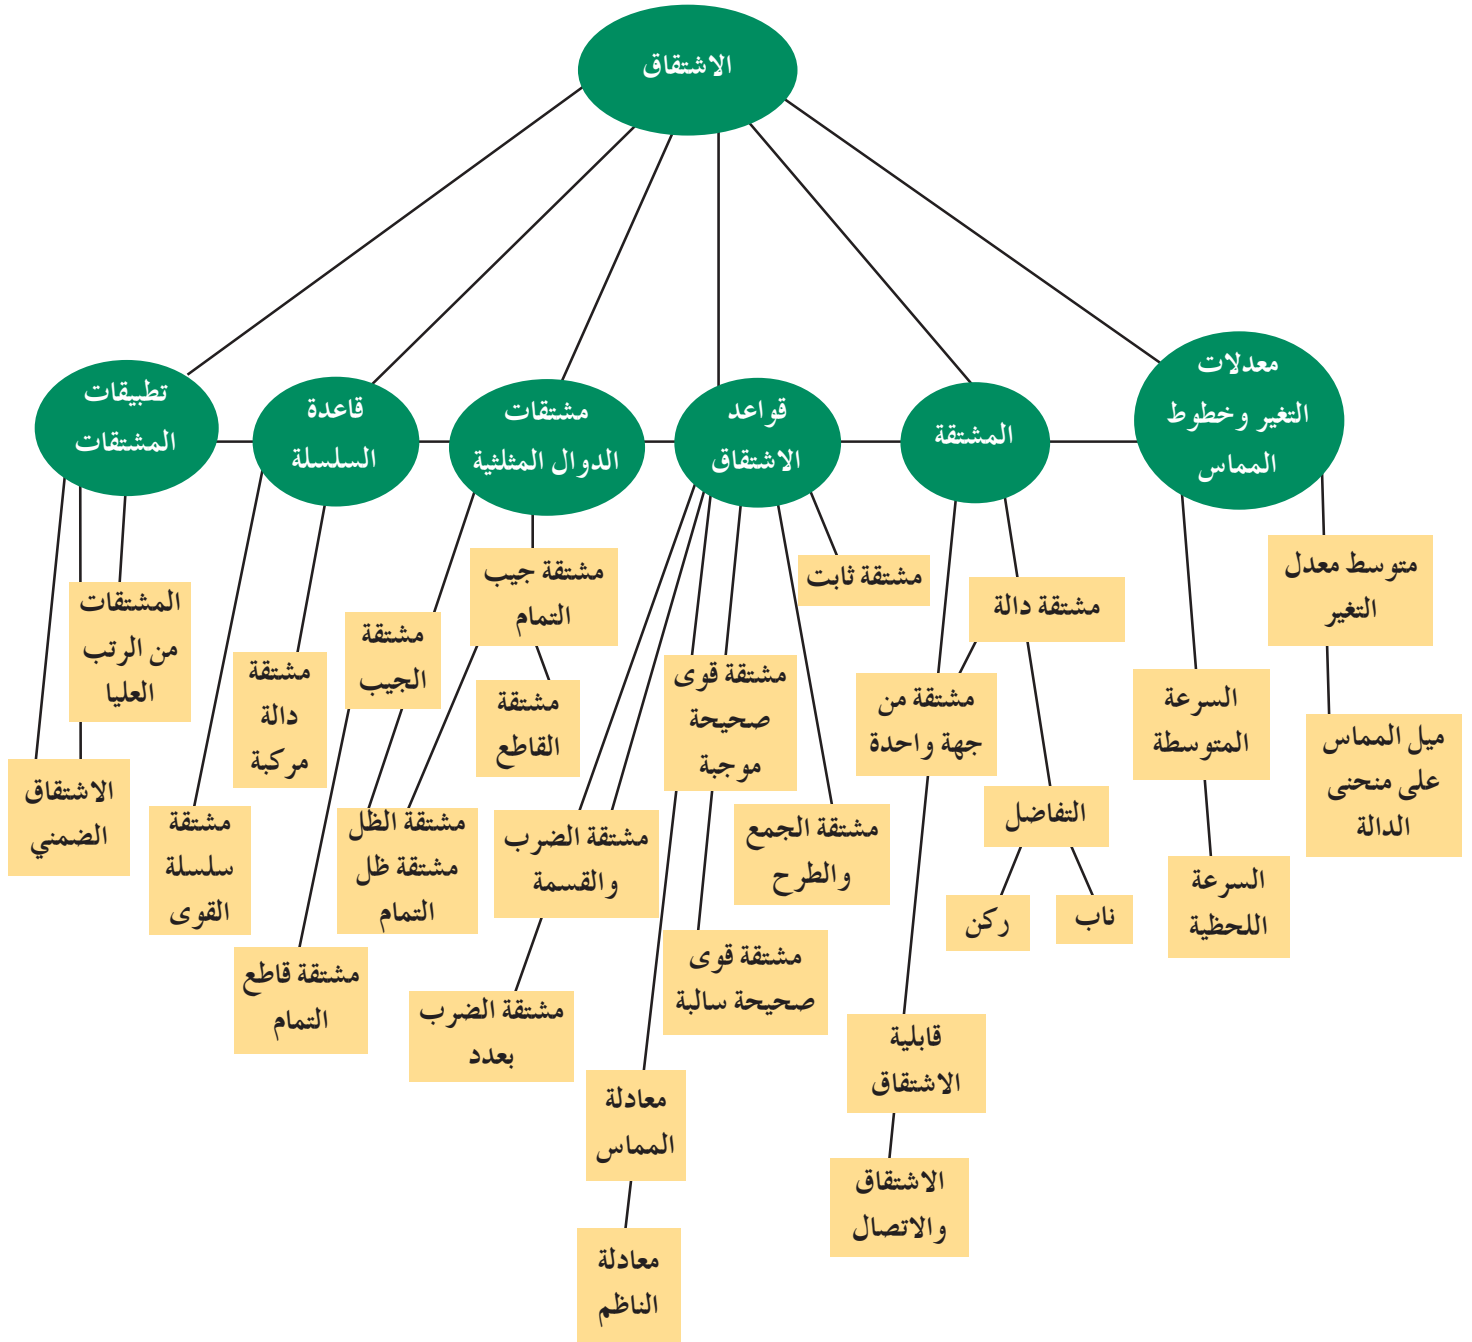 الاشتقاق
معدلات
التغير وخطوط
المماس
المشتقة
قواعد
الاشتقاق
مشتقات
الدوال المثلثية
قاعدة
السلسلة
تطبيقات
المشتقات
متوسط معدل
التغير
ميل المماس
على منحنى
الدالة
السرعة
المتوسطة
السرعة
اللحظية
مشتقة دالة
مشتقة من
جهة واحدة
التفاضل
ناب
ركن
قابلية
الاشتقاق
الاشتقاق
والاتصال
مشتقة ثابت
مشتقة الجمع
والطرح
مشتقة قوى
صحيحة
موجبة
مشتقة قوى
صحيحة سالبة
مشتقة الضرب
والقسمة
مشتقة الضرب
بعدد
معادلة
المماس
معادلة
الناظم
مشتقة جيب
التمام
مشتقة
القاطع
مشتقة
الجيب
مشتقة الظل
مشتقة ظل
التمام
مشتقة قاطع
التمام
مشتقة
دالة
مركبة
مشتقة
سلسلة
القوى
المشتقات
من الرتب
العليا
الاشتقاق
الضمني